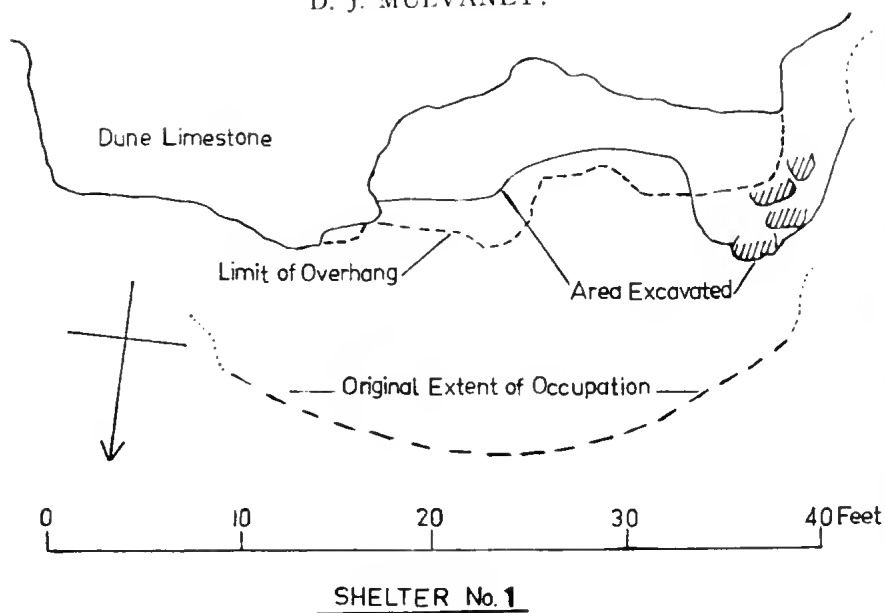 D. J. MULVANEY:
Dune Limestone
Limit of Overhang
Area Excavated
Original Extent of Occupation
0 10 20 30 40 Feet
SHELTER No. 1